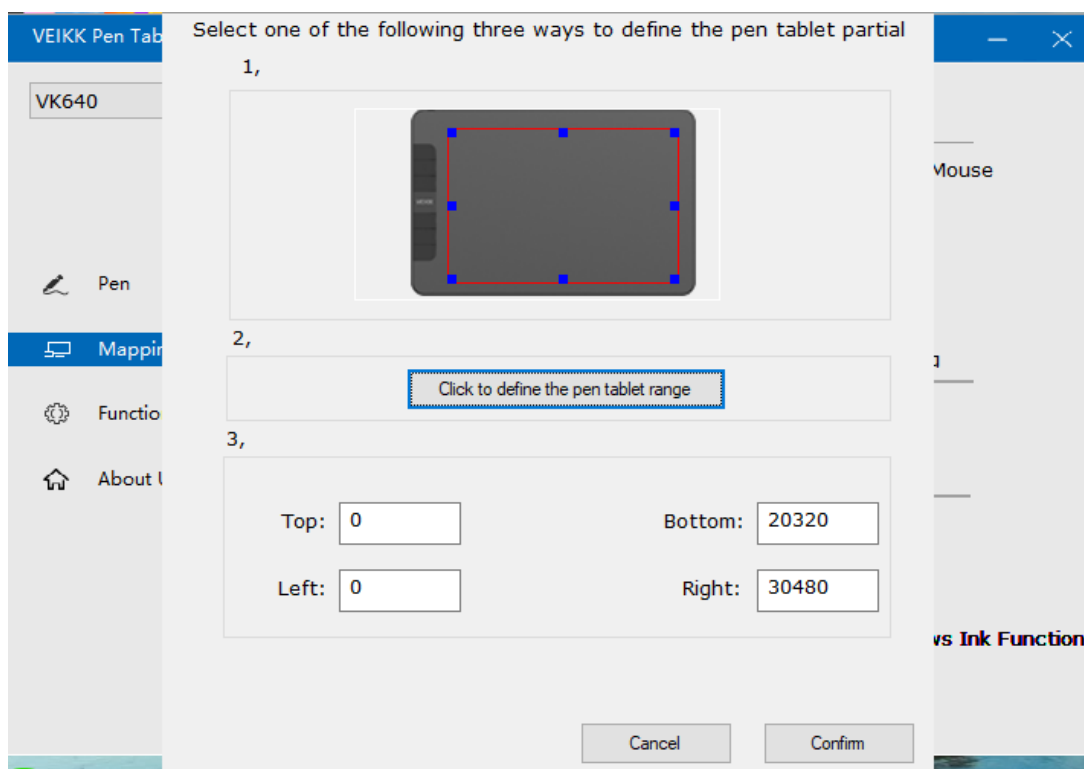 VEIKK Pen Tab
Select one of the following three ways to define the pen tablet partial
1,
VK640
VEIKK
Mouse
Pen
2,
Mappin
Click to define the pen tablet range
Functio
3,
About U
Top: 0
Bottom: 20320
Left: 0
Right: 30480
ws Ink Function
Cancel
Confirm